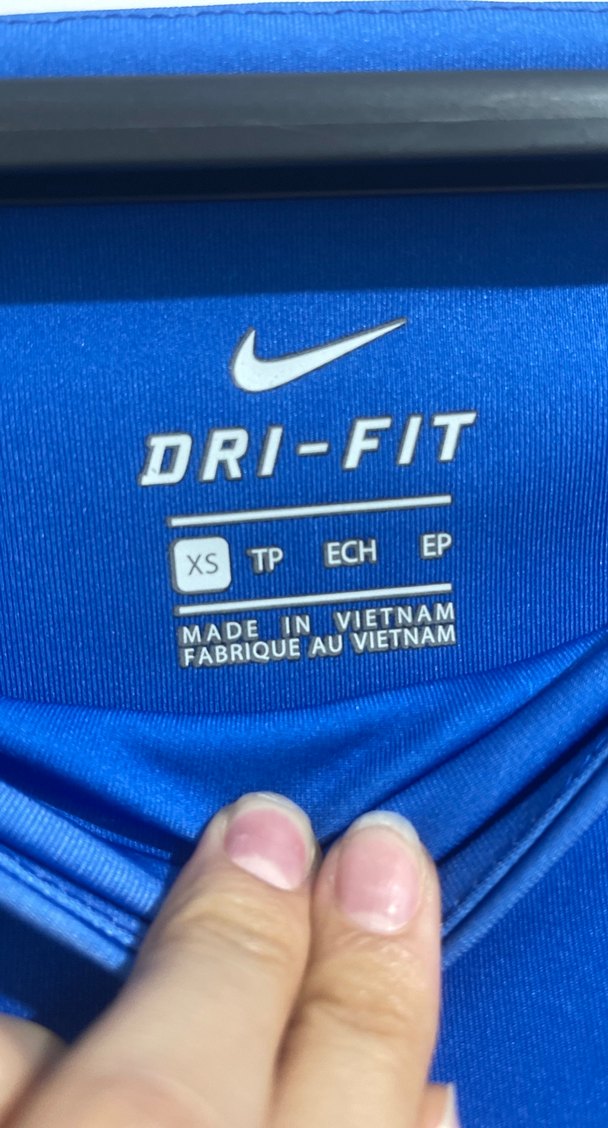 DRI-FIT
XS TP ECH EP
MADE IN VIETNAM
FABRIQUE AU VIETNAM